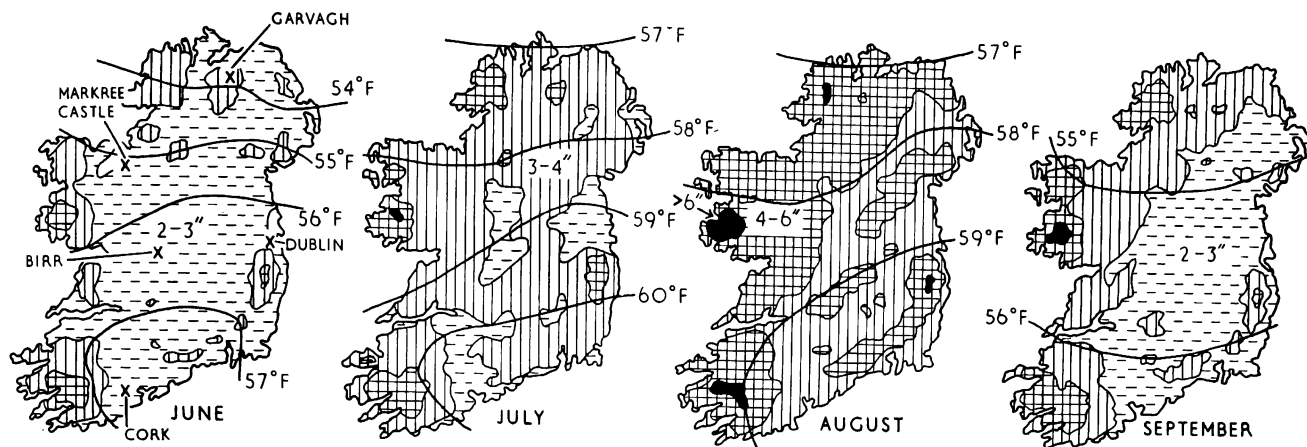 GARVAGH
MARKREE
CASTLE
54°F
55°F
56°F
2-3"
DUBLIN
BIRR
57°F
CORK
JUNE
57°F
58°F
3-4"
59°F
60°F
JULY
57°F
58°F
>6"
4-6"
59°F
AUGUST
55°F
2-3"
56°F
SEPTEMBER